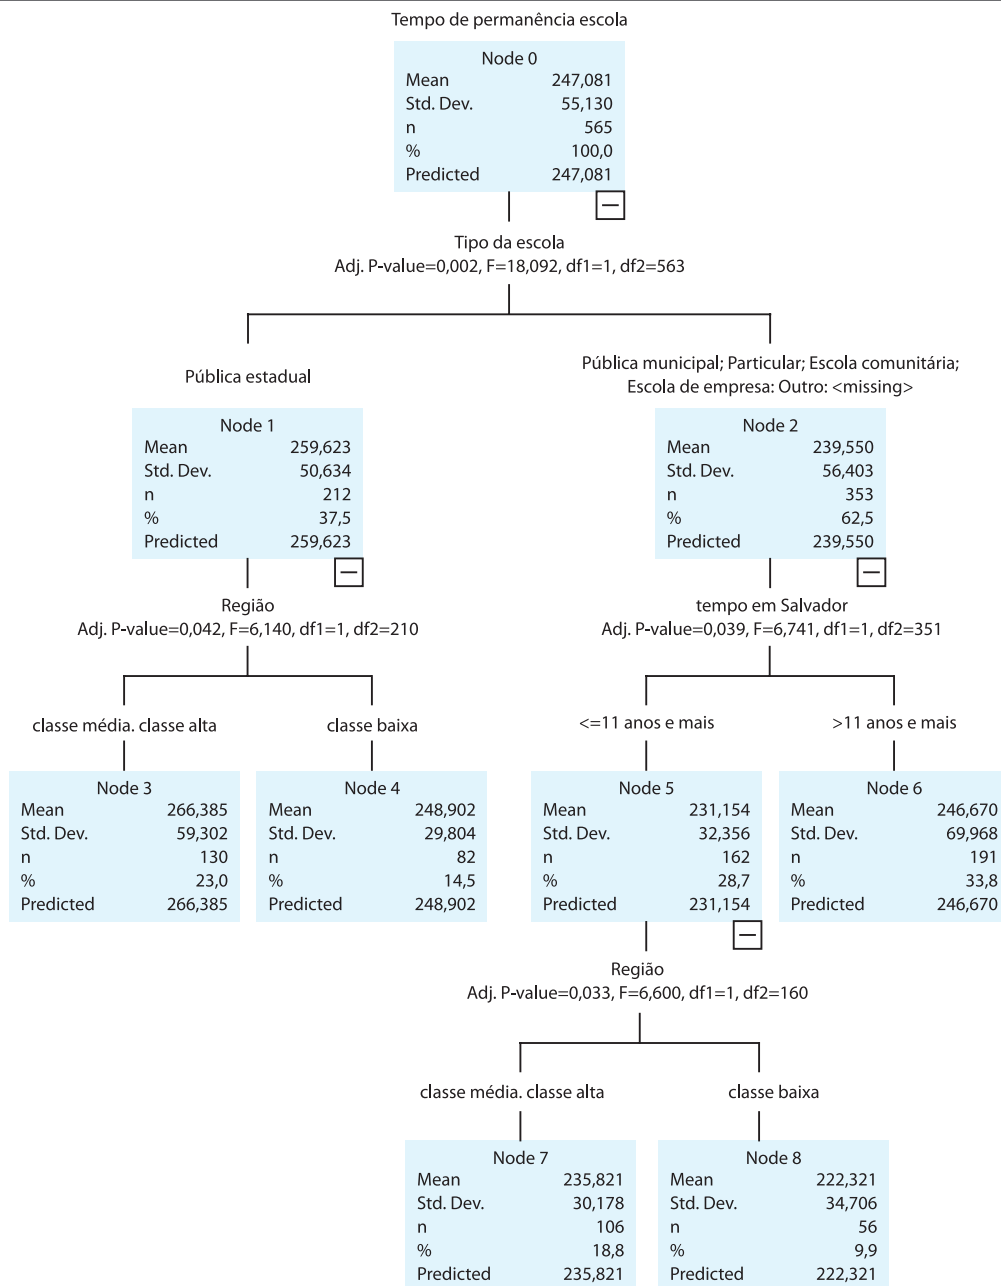 Tempo de permanência escola
Node 0
Mean 247,081
Std. Dev. 55,130
n 565
% 100,0
Predicted 247,081
Tipo da escola
Adj. P-value=0,002, F=18,092, df1=1, df2=563
Pública estadual
Node 1
Mean 259,623
Std. Dev. 50,634
n 212
% 37,5
Predicted 259,623
Pública municipal; Particular; Escola comunitária;
Escola de empresa: Outro: <missing>
Node 2
Mean 239,550
Std. Dev. 56,403
n 353
% 62,5
Predicted 239,550
Região
Adj. P-value=0,042, F=6,140, df1=1, df2=210
tempo em Salvador
Adj. P-value=0,039, F=6,741, df1=1, df2=351
classe média. classe alta
Node 3
Mean 266,385
Std. Dev. 59,302
n 130
% 23,0
Predicted 266,385
classe baixa
Node 4
Mean 248,902
Std. Dev. 29,804
n 82
% 14,5
Predicted 248,902
<=11 anos e mais
Node 5
Mean 231,154
Std. Dev. 32,356
n 162
% 28,7
Predicted 231,154
>11 anos e mais
Node 6
Mean 246,670
Std. Dev. 69,968
n 191
% 33,8
Predicted 246,670
Região
Adj. P-value=0,033, F=6,600, df1=1, df2=160
classe média. classe alta
Node 7
Mean 235,821
Std. Dev. 30,178
n 106
% 18,8
Predicted 235,821
classe baixa
Node 8
Mean 222,321
Std. Dev. 34,706
n 56
% 9,9
Predicted 222,321